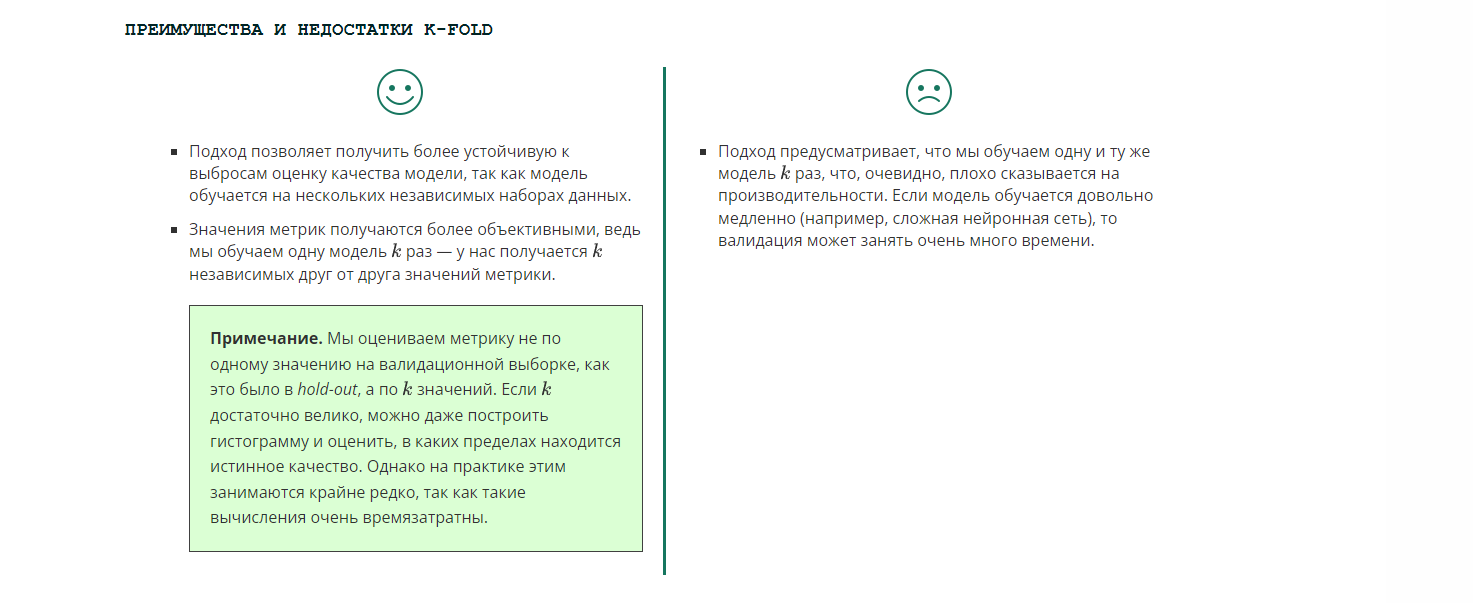 ПРЕИМУЩЕСТВА И НЕДОСТАТКИ K-FOLD
Подход позволяет получить более устойчивую к
выбросам оценку качества модели, так как модель
обучается на нескольких независимых наборах данных.
Значения метрик получаются более объективными, ведь
мы обучаем одну модель k раз — у нас получается k
независимых друг от друга значений метрики.
Примечание. Мы оцениваем метрику не по
одному значению на валидационной выборке, как
это было в hold-out, а по k значений. Если k
достаточно велико, можно даже построить
гистограмму и оценить, в каких пределах находится
истинное качество. Однако на практике этим
занимаются крайне редко, так как такие
вычисления очень времязатратны.
Подход предусматривает, что мы обучаем одну и ту же
модель k раз, что, очевидно, плохо сказывается на
производительности. Если модель обучается довольно
медленно (например, сложная нейронная сеть), то
валидация может занять очень много времени.